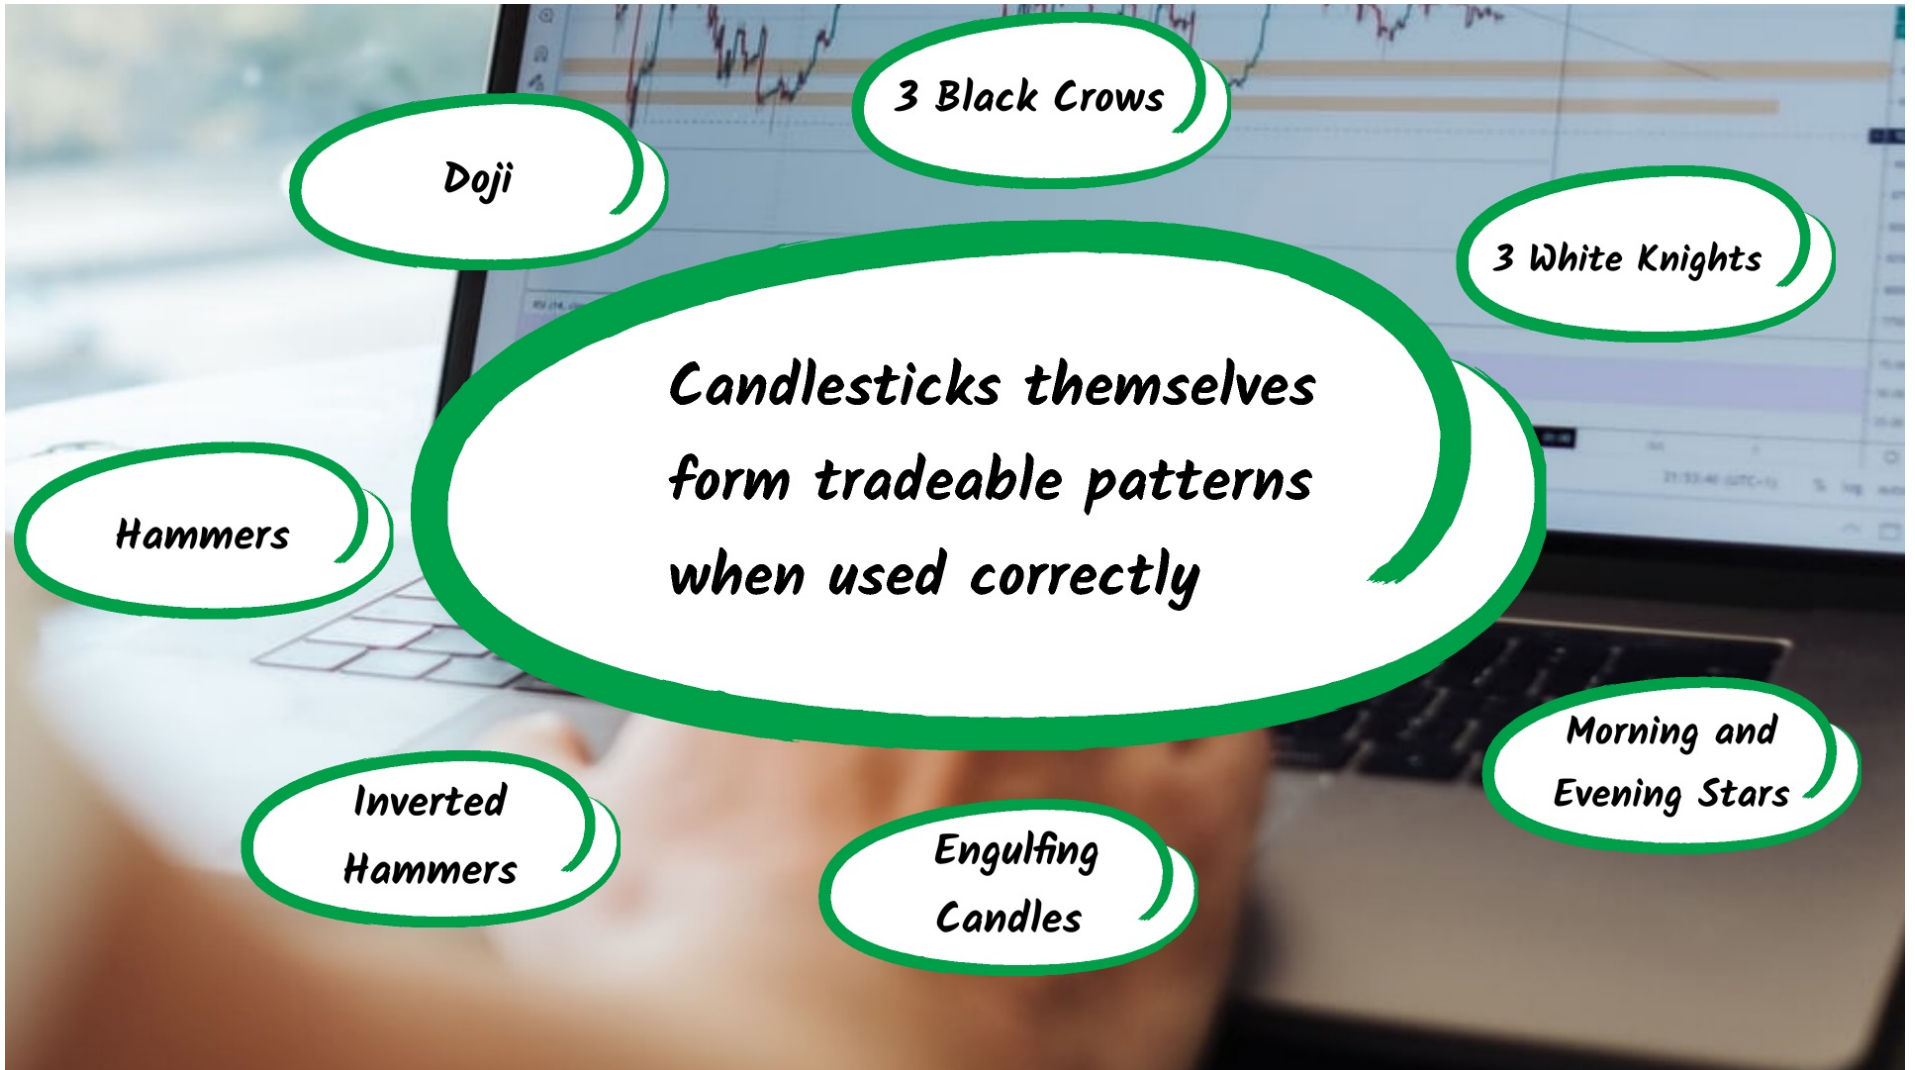 3 Black Crows
Doji
3 White Knights
Candlesticks themselves
form tradeable patterns
when used correctly
Hammers
Morning and
Evening Stars
Inverted
Hammers
Engulfing
Candles